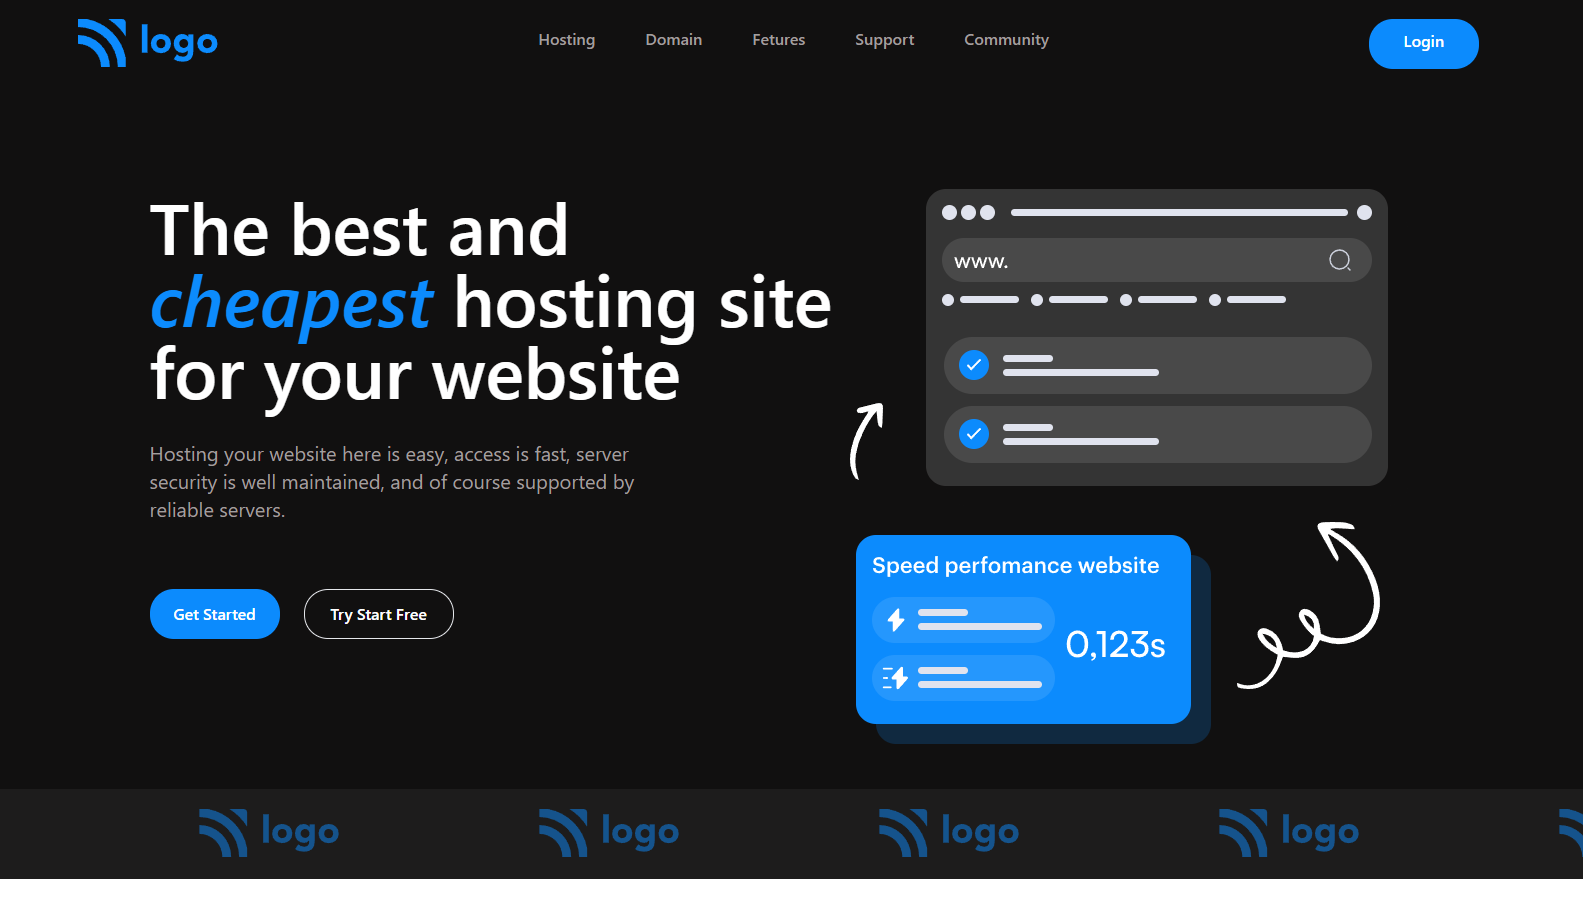 logo
Hosting Domain Fetures Support Community
Login
The best and
cheapest hosting site
for your website
Hosting your website here is easy, access is fast, server
security is well maintained, and of course supported by
reliable servers.
Get Started Try Start Free
www.
Speed perfomance website
0,123s
logo logo logo logo